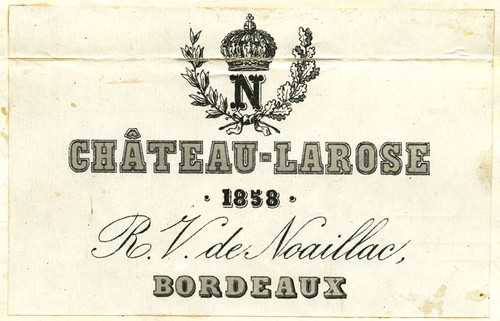 N
CHÂTEAU-LAROSE
· 1858 ·
R. V. de Noaillac,
BORDEAUX